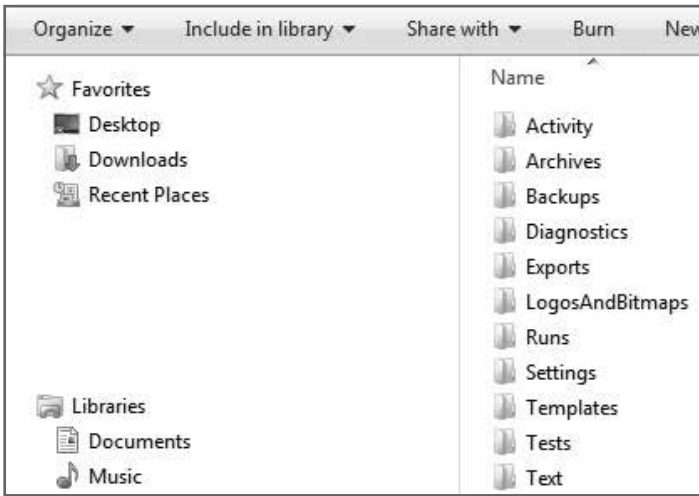 Organize Include in library Share with Burn New
Favorites
Desktop
Downloads
Recent Places
Libraries
Documents
Music
Name
Activity
Archives
Backups
Diagnostics
Exports
LogosAndBitmaps
Runs
Settings
Templates
Tests
Text